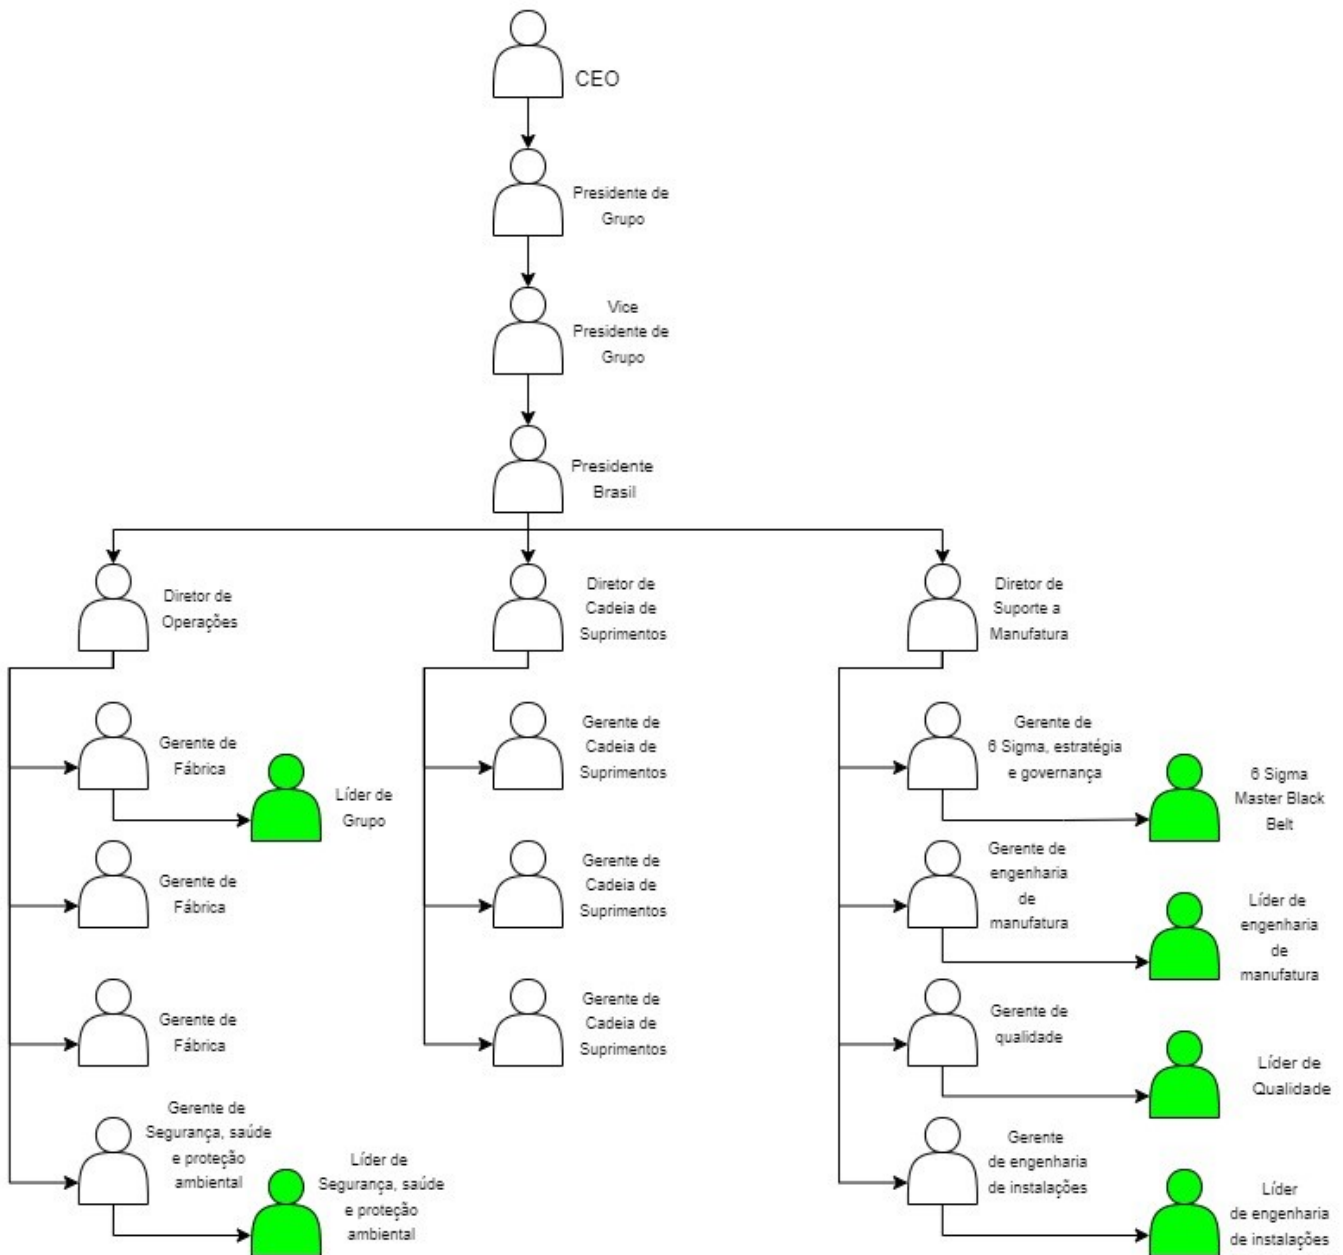 CEO
Presidente de
Grupo
Vice
Presidente de
Grupo
Presidente
Brasil
Diretor de
Operações
Diretor de
Cadeia de
Suprimentos
Diretor de
Suporte a
Manufatura
Gerente de
Fábrica
Líder de
Grupo
Gerente de
Fábrica
Gerente de
Fábrica
Gerente de
Segurança, saúde
e proteção
ambiental
Líder de
Segurança, saúde
e proteção
ambiental
Gerente de
Cadeia de
Suprimentos
Gerente de
Cadeia de
Suprimentos
Gerente de
Cadeia de
Suprimentos
Gerente de
6 Sigma, estratégia
e governança
6 Sigma
Master Black
Belt
Gerente de
engenharia
de
manufatura
Líder de
engenharia
de
manufatura
Gerente de
qualidade
Líder de
Qualidade
Gerente
de engenharia
de instalações
Líder
de engenharia
de instalações